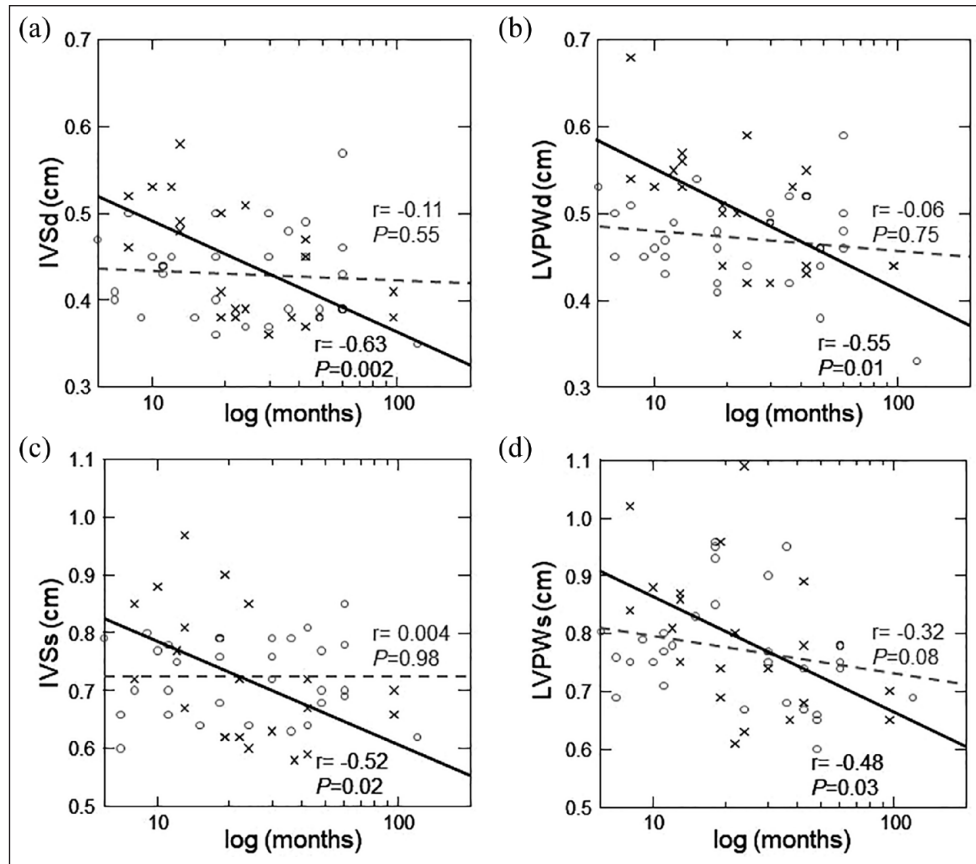 (a)
0.7
0.6
0.5
0.4
0.3
IVSd (cm)
r= -0.11
P=0.55
r= -0.63
P=0.002
10
100
log (months)
(b)
0.7
0.6
0.5
0.4
0.3
LVPWd (cm)
r= -0.06
P=0.75
r= -0.55
P=0.01
10
100
log (months)
(c)
1.1
1.0
0.9
0.8
0.7
0.6
0.5
IVSs (cm)
r= 0.004
P=0.98
r= -0.52
P=0.02
10
100
log (months)
(d)
1.1
1.0
0.9
0.8
0.7
0.6
0.5
LVPWs (cm)
r= -0.32
P=0.08
r= -0.48
P=0.03
10
100
log (months)